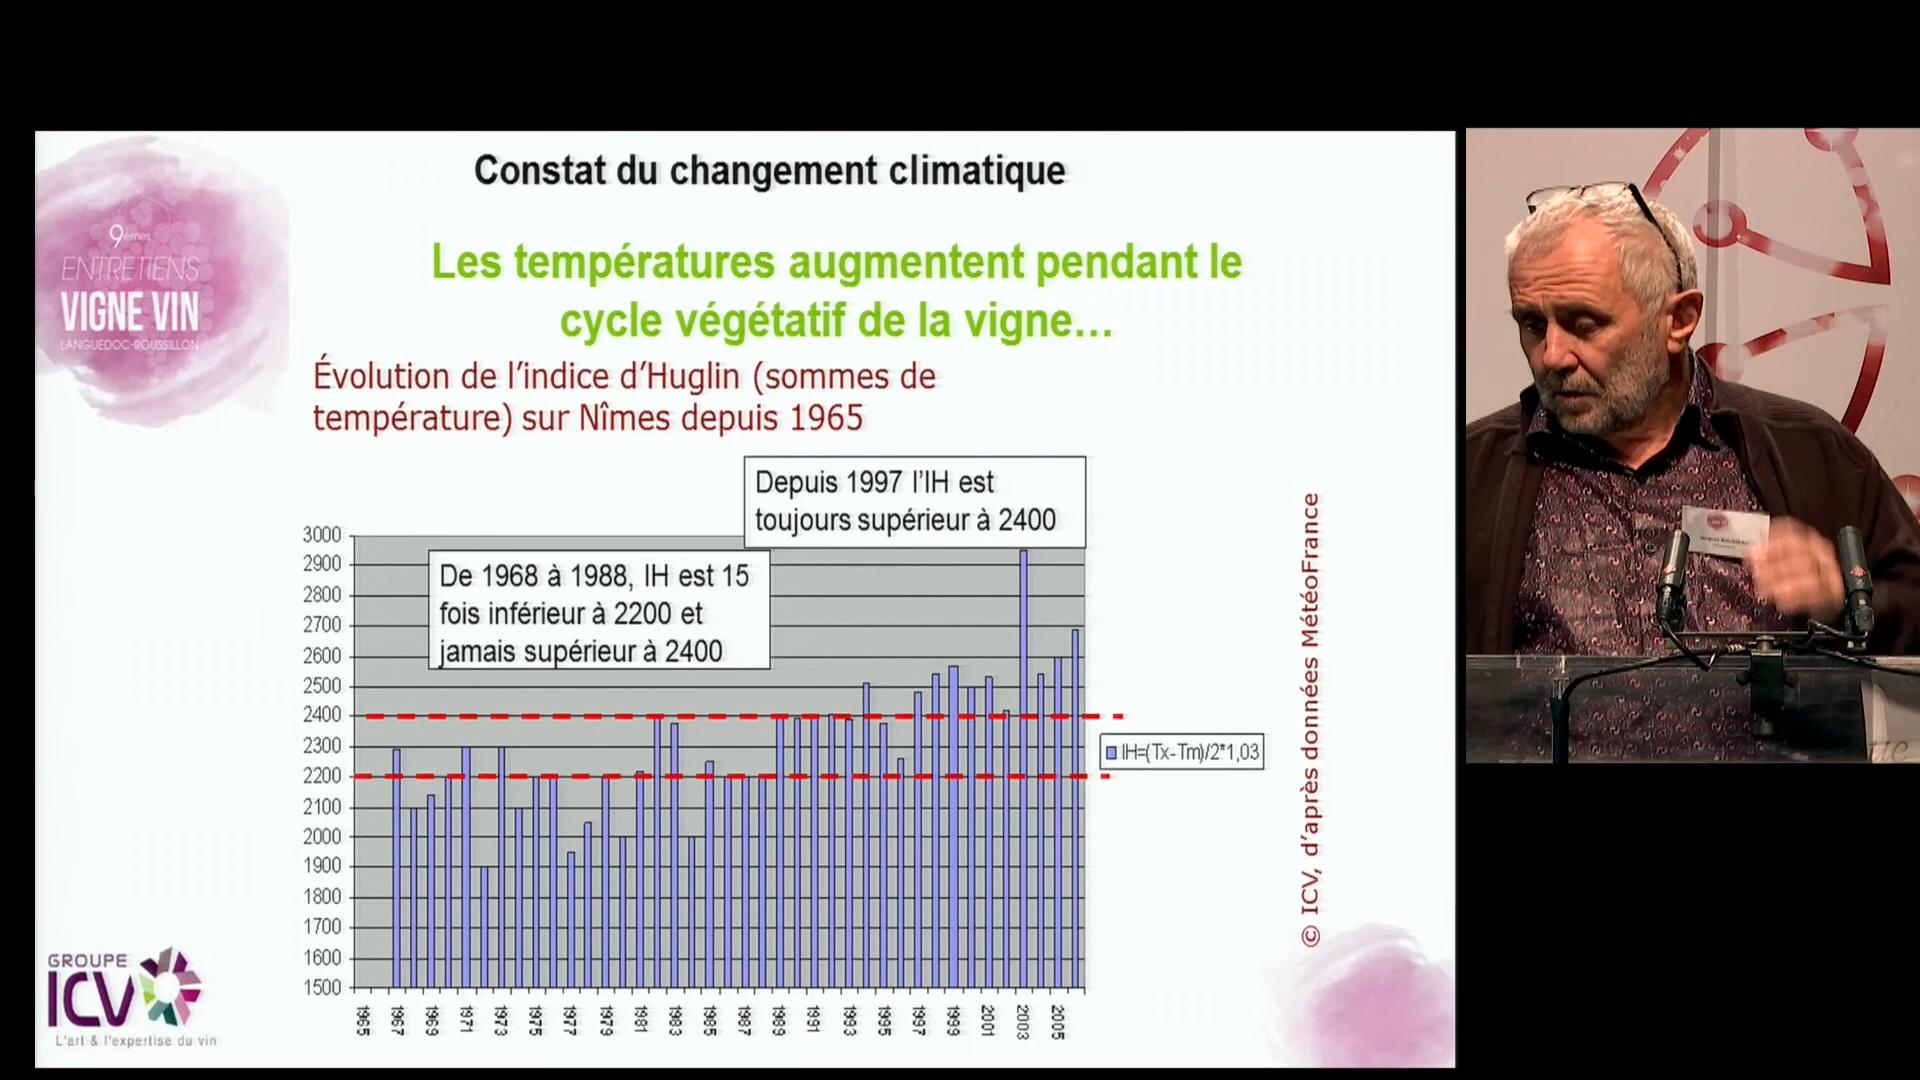 Constat du changement climatique
9èmes
ENTRETIENS
VIGNE VIN
LANGUEDOC-ROUSSILLON
Les températures augmentent pendant le
cycle végétatif de la vigne...
Évolution de l'indice d'Huglin (sommes de
température) sur Nîmes depuis 1965
Depuis 1997 l'IH est
toujours supérieur à 2400
De 1968 à 1988, IH est 15
fois inférieur à 2200 et
jamais supérieur à 2400
3000
2900
2800
2700
2600
2500
2400
2300
2200
2100
2000
1900
1800
1700
1600
1500
1965 1967 1969 1971 1973 1975 1977 1979 1981 1983 1985 1987 1989 1991 1993 1995 1997 1999 2001 2003 2005
IH=(Tx-Tm)/2*1,03
© ICV, d'après données MétéoFrance
GROUPE
ICV
L'art & l'expertise du vin